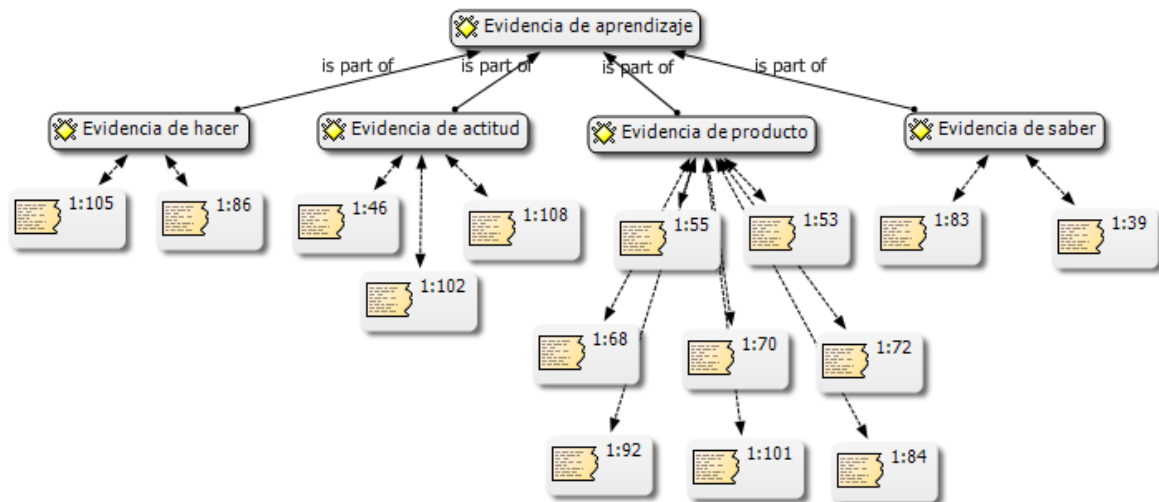 Evidencia de aprendizaje
is part of
is part of
is part of
is part of
Evidencia de hacer
Evidencia de actitud
Evidencia de producto
Evidencia de saber
1:105
1:86
1:46
1:108
1:55
1:53
1:83
1:39
1:102
1:68
1:70
1:72
1:92
1:101
1:84